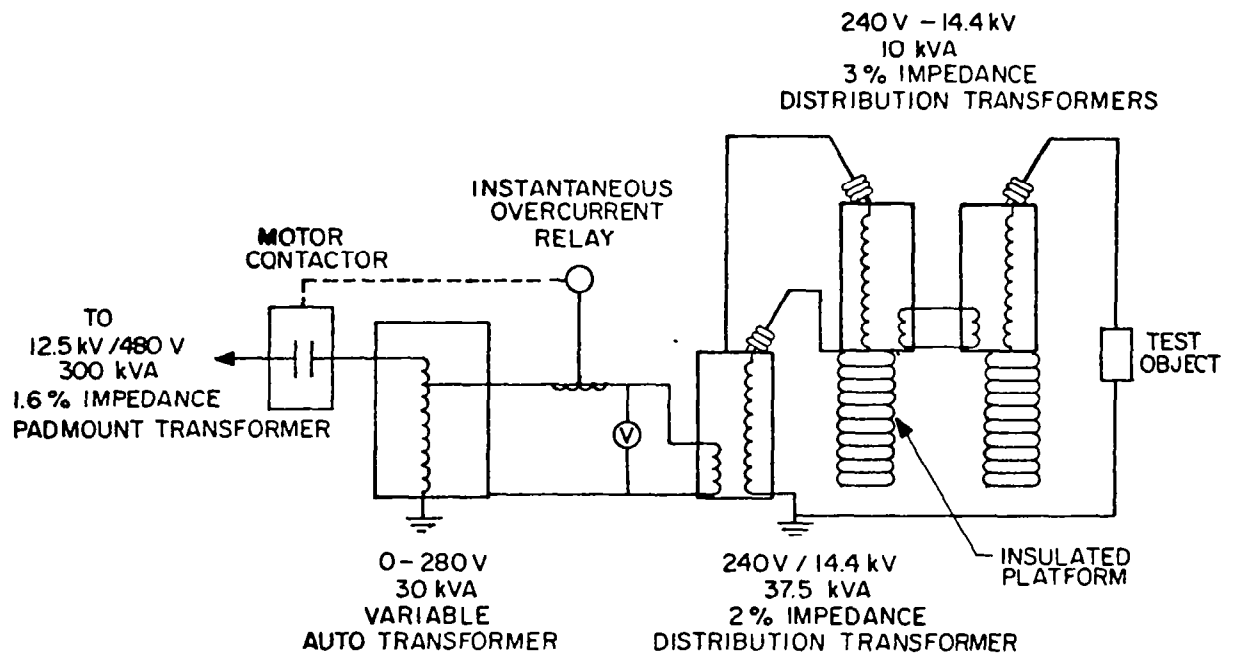 240 V – 14.4 kV
10 kVA
3 % IMPEDANCE
DISTRIBUTION TRANSFORMERS
INSTANTANEOUS
OVERCURRENT
RELAY
MOTOR
CONTACTOR
TO
12.5 kV /480 V
300 kVA
1.6 % IMPEDANCE
PADMOUNT TRANSFORMER
V
TEST
OBJECT
0 – 280 V
30 kVA
VARIABLE
AUTO TRANSFORMER
240 V / 14.4 kV
37.5 kVA
2 % IMPEDANCE
DISTRIBUTION TRANSFORMER
INSULATED
PLATFORM